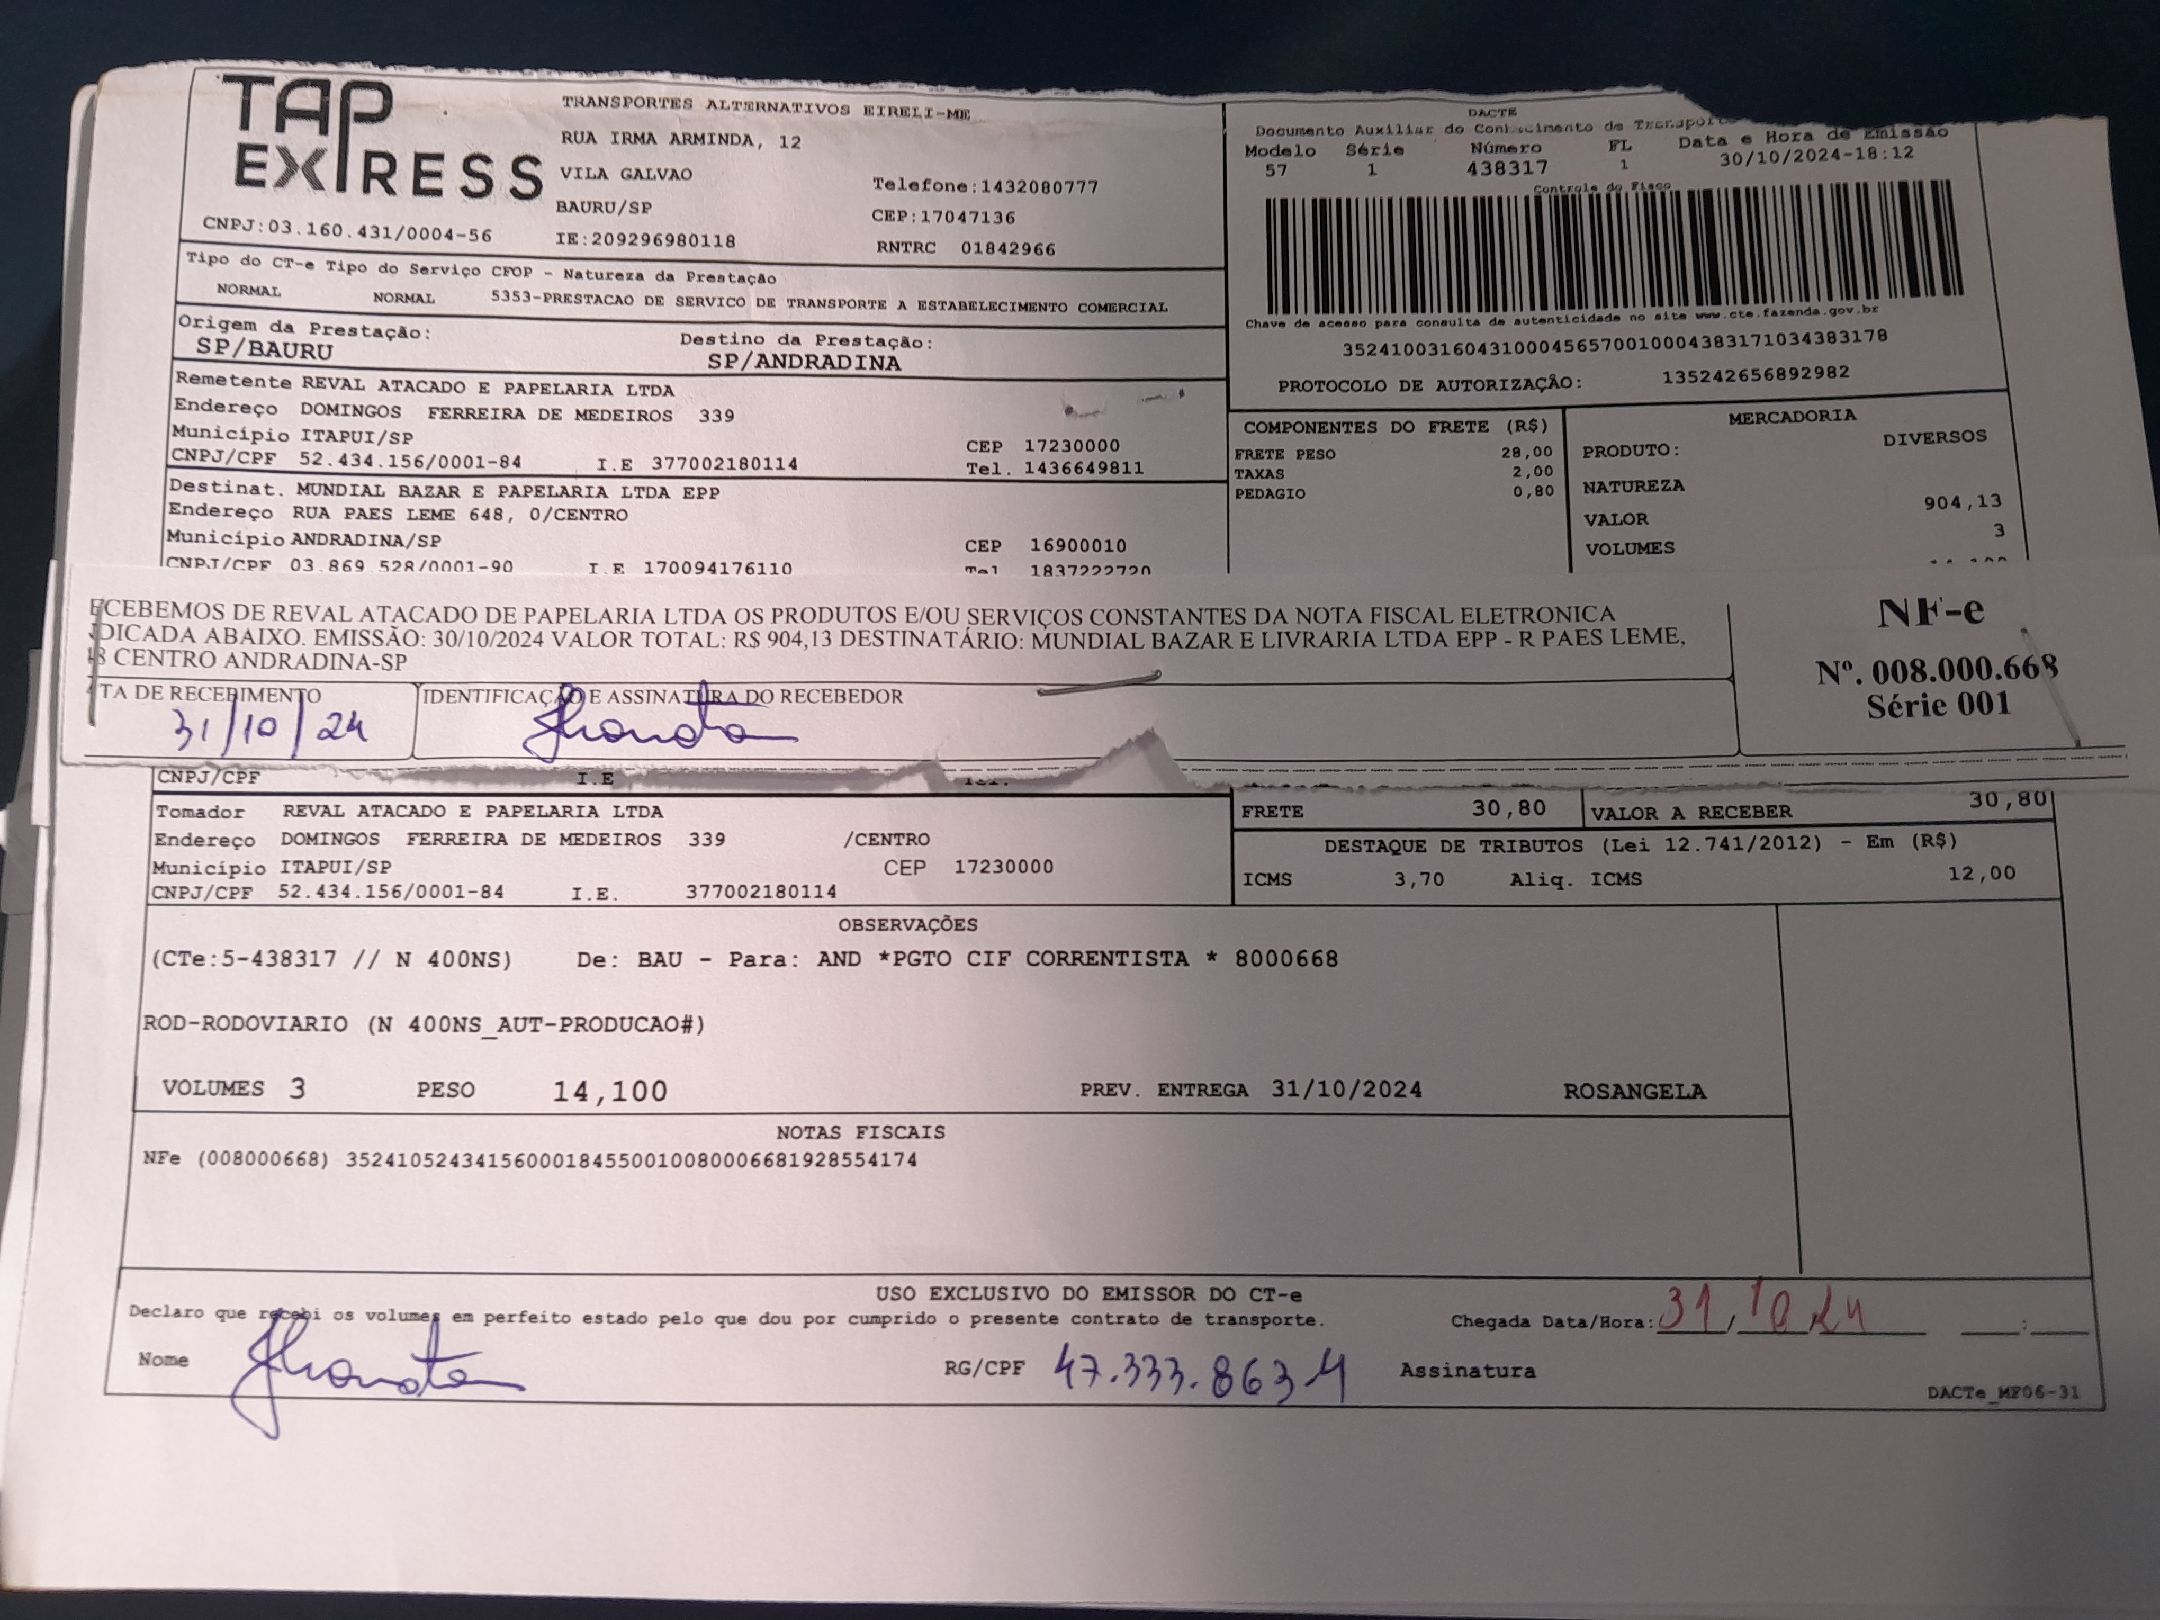 TAP EXPRESS
CNPJ:03.160.431/0004-56
TRANSPORTES ALTERNATIVOS EIRELI-ME
RUA IRMA ARMINDA, 12
VILA GALVAO
BAURU/SP
IE:209296980118
Telefone:1432080777
CEP:17047136
RNTRC 01842966
DACTE
Documento Auxiliar do Conhecimento de
Modelo Série Número FL Data e Hora de Emissão
57 1 438317 1 30/10/2024-18:12
Controle do Fisco
Chave de acesso para consulta de autenticidade no site www.cte.fazenda.gov.br
35241003160431000456570010004383171034383178
PROTOCOLO DE AUTORIZAÇÃO: 135242656892982
Tipo do CT-e Tipo do Serviço CFOP - Natureza da Prestação
NORMAL NORMAL 5353-PRESTACAO DE SERVICO DE TRANSPORTE A ESTABELECIMENTO COMERCIAL
Origem da Prestação: Destino da Prestação:
SP/BAURU SP/ANDRADINA
Remetente REVAL ATACADO E PAPELARIA LTDA
Endereço DOMINGOS FERREIRA DE MEDEIROS 339
Município ITAPUI/SP CEP 17230000
CNPJ/CPF 52.434.156/0001-84 I.E 377002180114 Tel. 1436649811
Destinat. MUNDIAL BAZAR E PAPELARIA LTDA EPP
Endereço RUA PAES LEME 648, 0/CENTRO
Município ANDRADINA/SP CEP 16900010
CNPJ/CPF 03.869.528/0001-90 I.E 170094176110 Tel 1837222720
COMPONENTES DO FRETE (R$)
FRETE PESO 28,00
TAXAS 2,00
PEDAGIO 0,80
MERCADORIA
PRODUTO: DIVERSOS
NATUREZA
VALOR 904,13
VOLUMES 3
ECEBEMOS DE REVAL ATACADO DE PAPELARIA LTDA OS PRODUTOS E/OU SERVIÇOS CONSTANTES DA NOTA FISCAL ELETRONICA
DICADA ABAIXO. EMISSÃO: 30/10/2024 VALOR TOTAL: R$ 904,13 DESTINATÁRIO: MUNDIAL BAZAR E LIVRARIA LTDA EPP - R PAES LEME,
8 CENTRO ANDRADINA-SP
TA DE RECEBIMENTO IDENTIFICAÇÃO E ASSINATURA DO RECEBEDOR
31/10/24
NF-e
Nº. 008.000.668
Série 001
CNPJ/CPF I.E
Tomador REVAL ATACADO E PAPELARIA LTDA
Endereço DOMINGOS FERREIRA DE MEDEIROS 339 /CENTRO
Município ITAPUI/SP CEP 17230000
CNPJ/CPF 52.434.156/0001-84 I.E. 377002180114
FRETE 30,80 VALOR A RECEBER 30,80
DESTAQUE DE TRIBUTOS (Lei 12.741/2012) - Em (R$)
ICMS 3,70 Aliq. ICMS 12,00
OBSERVAÇÕES
(CTe:5-438317 // N 400NS) De: BAU - Para: AND *PGTO CIF CORRENTISTA * 8000668
ROD-RODOVIARIO (N 400NS_AUT-PRODUCAO#)
VOLUMES 3 PESO 14,100 PREV. ENTREGA 31/10/2024 ROSANGELA
NOTAS FISCAIS
NFe (008000668) 35241052434156000184550010080006681928554174
USO EXCLUSIVO DO EMISSOR DO CT-e
Declaro que recebi os volumes em perfeito estado pelo que dou por cumprido o presente contrato de transporte. Chegada Data/Hora: 31/10/24 :
Nome RG/CPF 47.333.863-4 Assinatura
DACTe_MF06-31